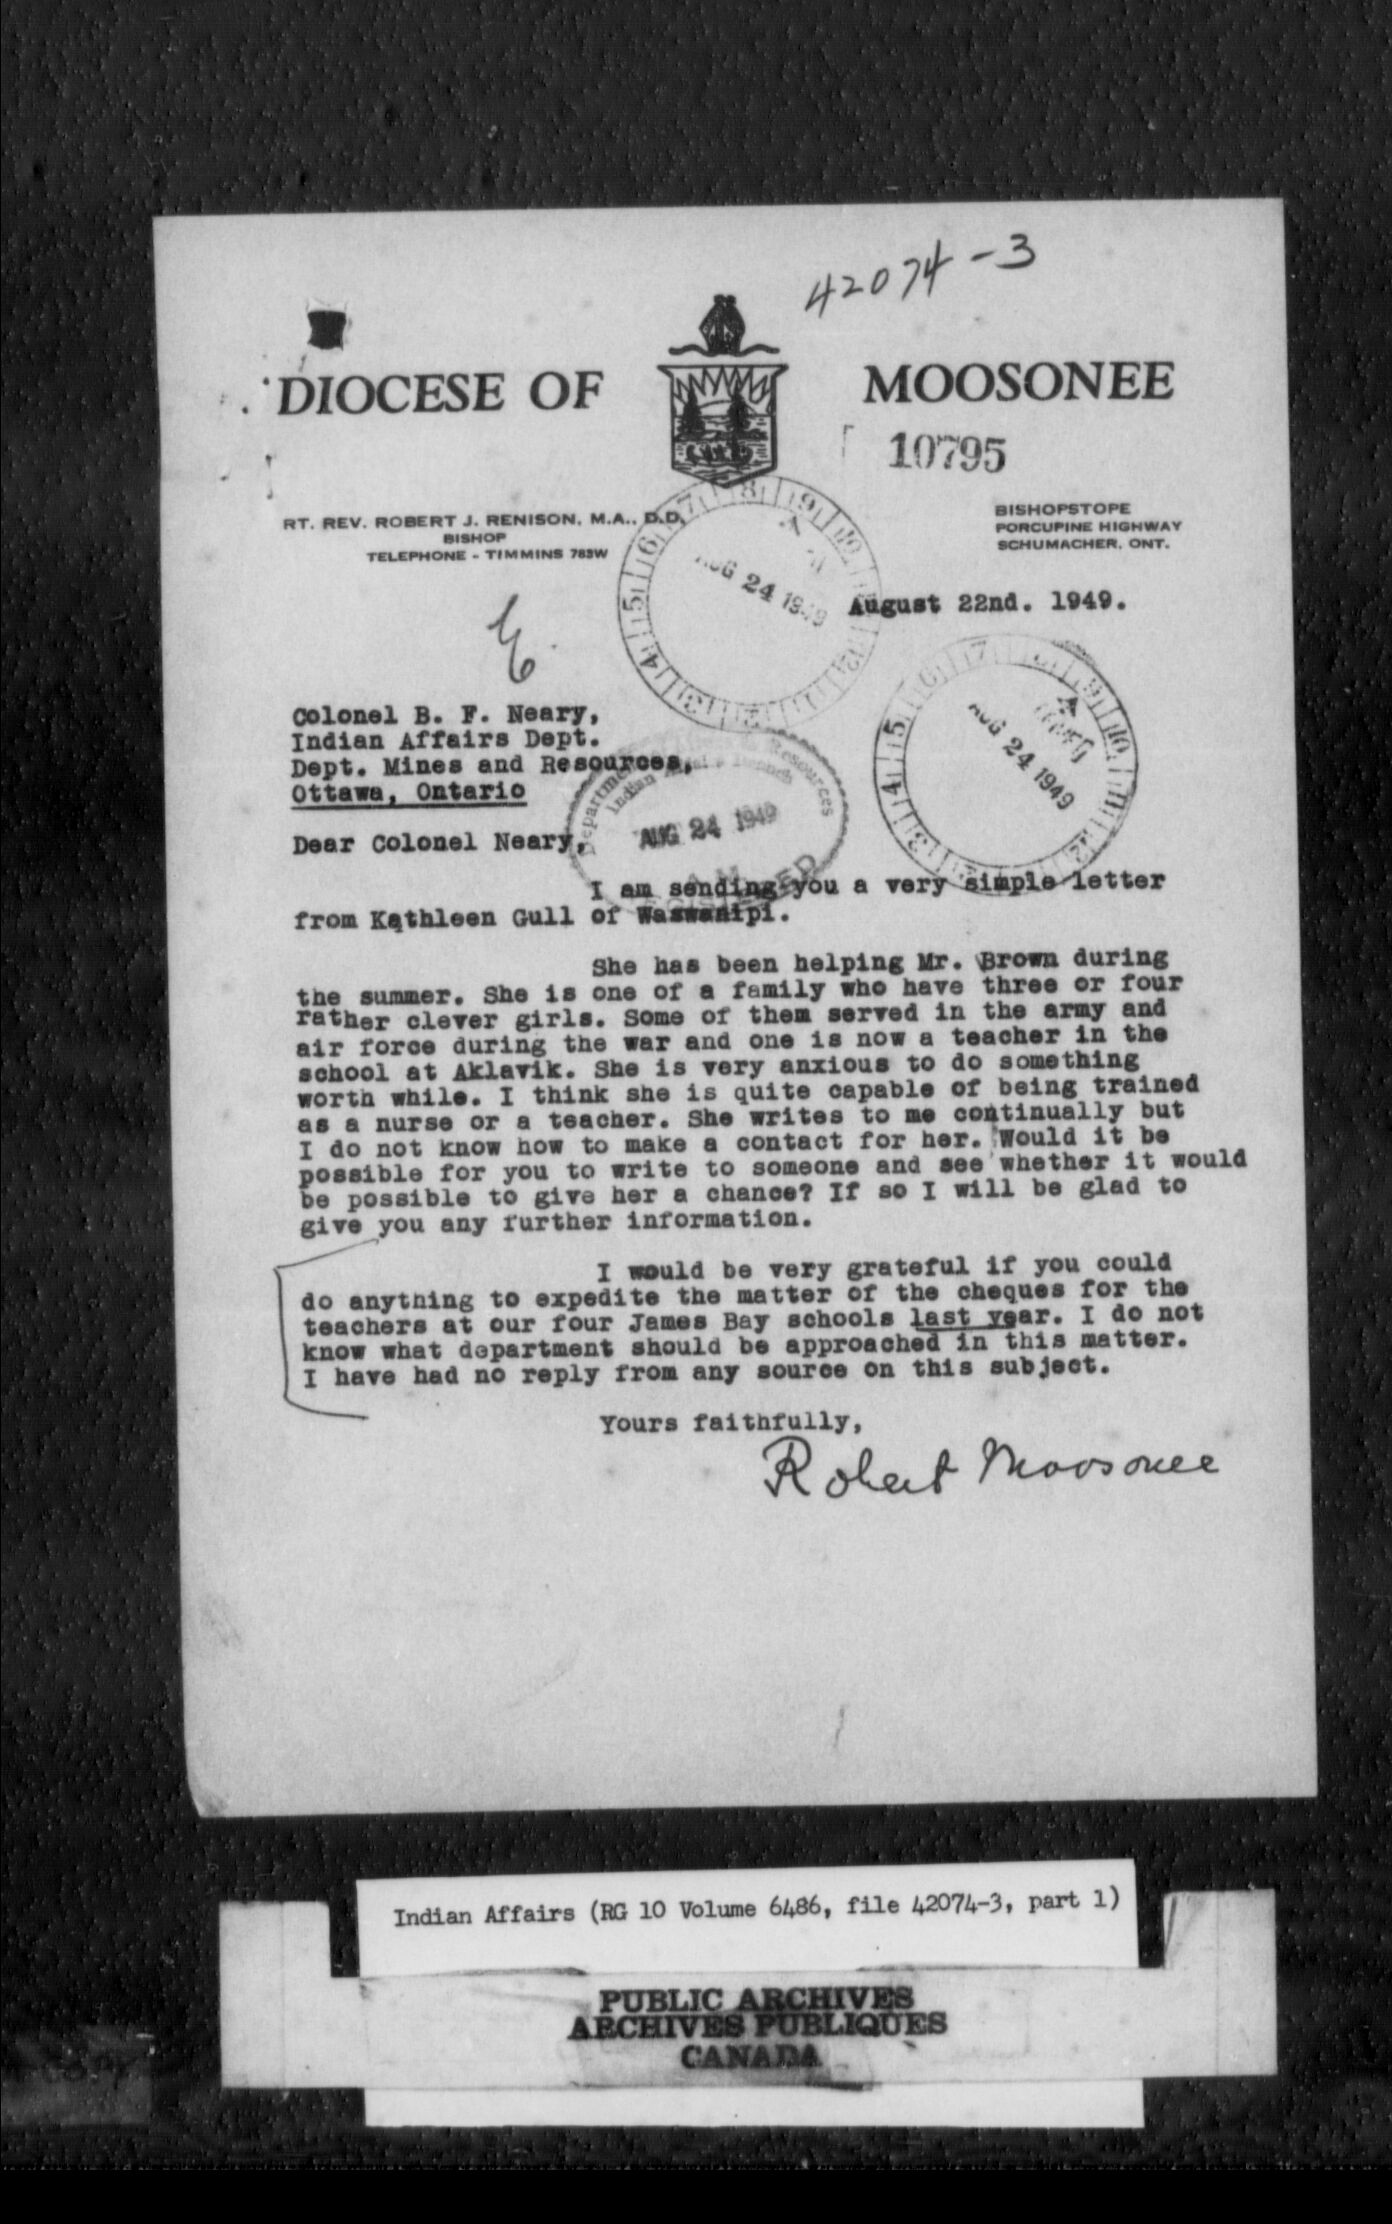 42074-3
DIOCESE OF MOOSONEE
10795
RT. REV. ROBERT J. RENISON, M.A., D.D.
BISHOP
TELEPHONE - TIMMINS 783W
BISHOPSTOPE
PORCUPINE HIGHWAY
SCHUMACHER, ONT.
AUG 24 1949
August 22nd. 1949.
AUG 24 1949
Colonel B. F. Neary,
Indian Affairs Dept.
Dept. Mines and Resources,
Ottawa, Ontario
Department Resources
Indian Affairs Branch
AUG 24 1949
Dear Colonel Neary,
I am sending you a very simple letter
from Kathleen Gull of Waswanipi.
She has been helping Mr. Brown during
the summer. She is one of a family who have three or four
rather clever girls. Some of them served in the army and
air force during the war and one is now a teacher in the
school at Aklavik. She is very anxious to do something
worth while. I think she is quite capable of being trained
as a nurse or a teacher. She writes to me continually but
I do not know how to make a contact for her. Would it be
possible for you to write to someone and see whether it would
be possible to give her a chance? If so I will be glad to
give you any further information.
I would be very grateful if you could
do anything to expedite the matter of the cheques for the
teachers at our four James Bay schools last year. I do not
know what department should be approached in this matter.
I have had no reply from any source on this subject.
Yours faithfully,
Robert Moosonee
Indian Affairs (RG 10 Volume 6486, file 42074-3, part 1)
PUBLIC ARCHIVES
ARCHIVES PUBLIQUES
CANADA